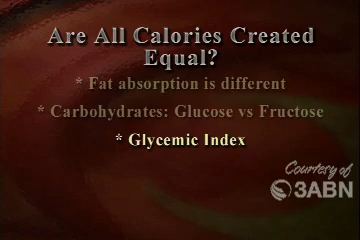 Are All Calories Created
Equal?
* Fat absorption is different
* Carbohydrates: Glucose vs Fructose
* Glycemic Index
Courtesy of
3ABN